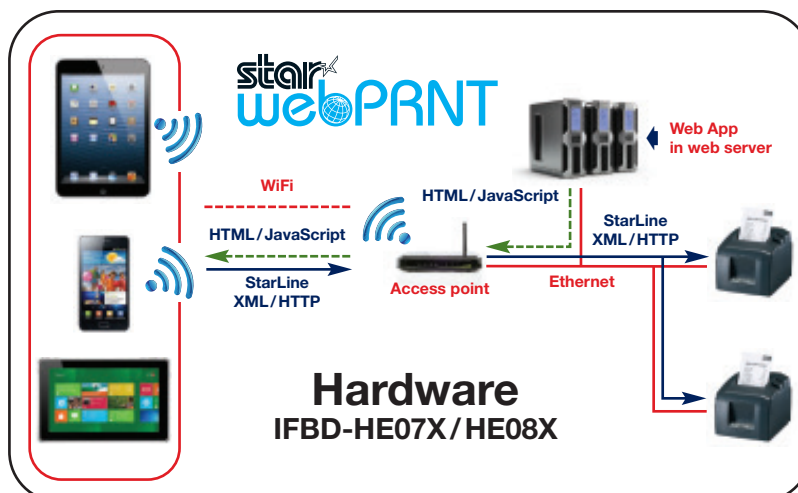 star
webPRNT
Web App
in web server
WiFi
HTML/JavaScript
HTML/JavaScript
StarLine
XML/HTTP
StarLine
XML/HTTP
Access point
Ethernet
Hardware
IFBD-HE07X/HE08X